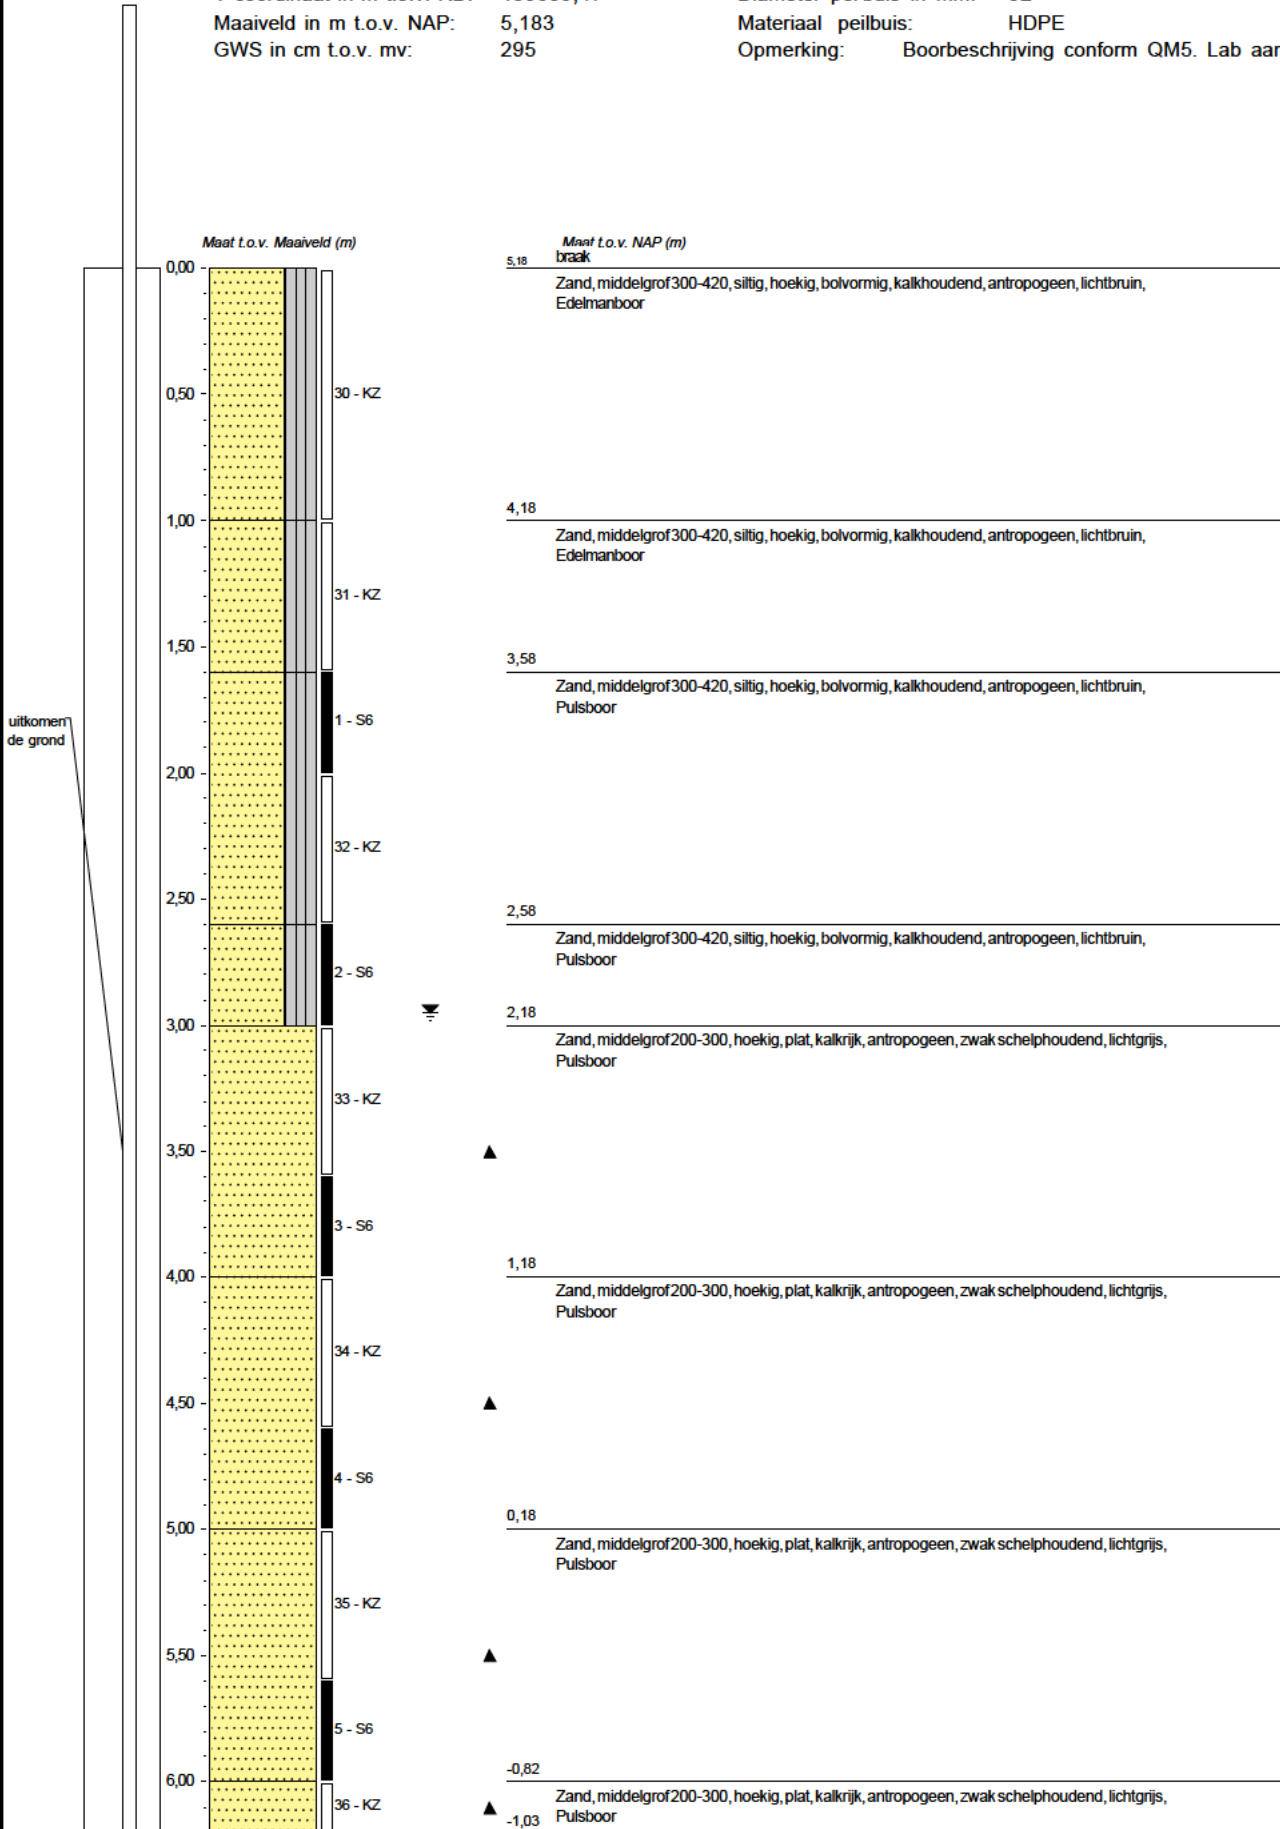 Maaiveld in m t.o.v. NAP: 5,183 Materiaal peilbuis: HDPE
GWS in cm t.o.v. mv: 295 Opmerking: Boorbeschrijving conform QM5. Lab aan
Maat t.o.v. Maaiveld (m) Maat t.o.v. NAP (m)
5,18 braak
0,00
Zand, middelgrof 300-420, siltig, hoekig, bolvormig, kalkhoudend, antropogeen, lichtbruin,
Edelmanboor
0,50 30 - KZ
4,18
1,00
Zand, middelgrof 300-420, siltig, hoekig, bolvormig, kalkhoudend, antropogeen, lichtbruin,
Edelmanboor
31 - KZ
1,50
3,58
Zand, middelgrof 300-420, siltig, hoekig, bolvormig, kalkhoudend, antropogeen, lichtbruin,
Pulsboor
uitkomen 1 - S6
de grond
2,00
32 - KZ
2,50
2,58
Zand, middelgrof 300-420, siltig, hoekig, bolvormig, kalkhoudend, antropogeen, lichtbruin,
Pulsboor
2 - S6
2,18
3,00
Zand, middelgrof 200-300, hoekig, plat, kalkrijk, antropogeen, zwak schelphoudend, lichtgrijs,
Pulsboor
33 - KZ
3,50
3 - S6
1,18
4,00
Zand, middelgrof 200-300, hoekig, plat, kalkrijk, antropogeen, zwak schelphoudend, lichtgrijs,
Pulsboor
34 - KZ
4,50
4 - S6
0,18
5,00
Zand, middelgrof 200-300, hoekig, plat, kalkrijk, antropogeen, zwak schelphoudend, lichtgrijs,
Pulsboor
35 - KZ
5,50
5 - S6
-0,82
6,00
Zand, middelgrof 200-300, hoekig, plat, kalkrijk, antropogeen, zwak schelphoudend, lichtgrijs,
36 - KZ
-1,03 Pulsboor